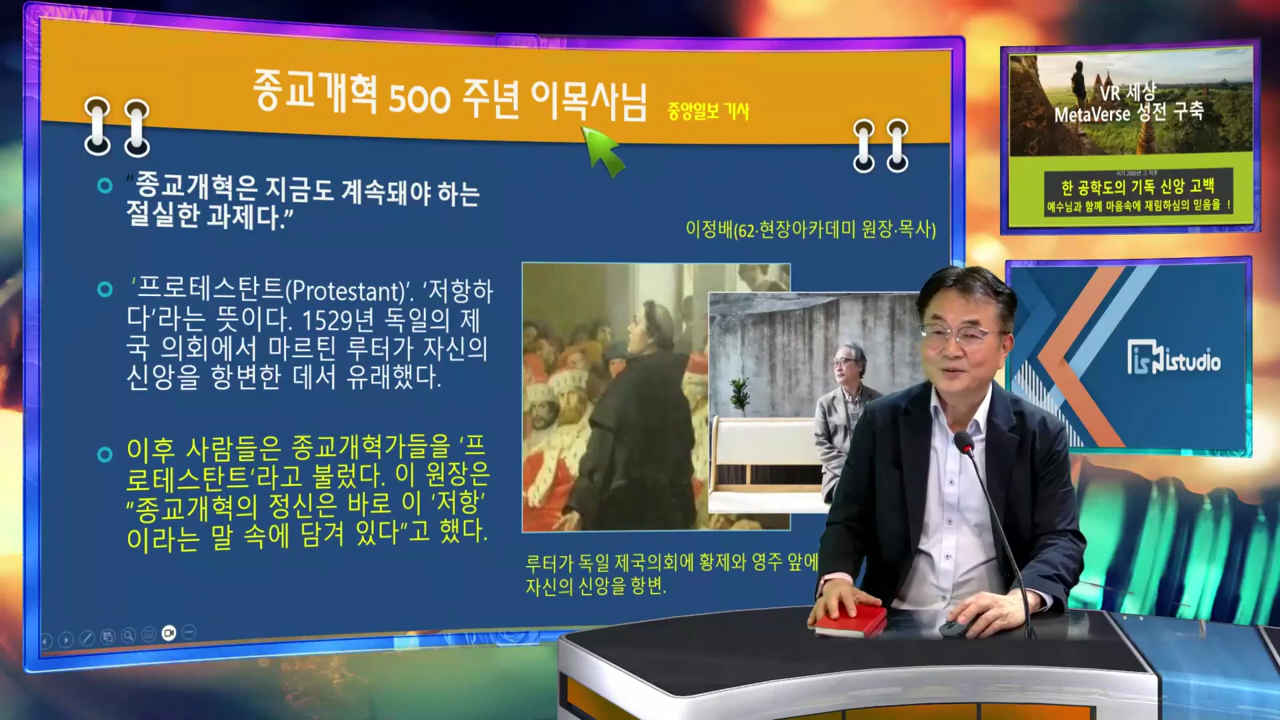 종교개혁 500 주년 이목사님 중앙일보 기사
"종교개혁은 지금도 계속돼야 하는
절실한 과제다."
이정배(62·현장아카데미 원장·목사)
'프로테스탄트(Protestant)'. '저항하
다'라는 뜻이다. 1529년 독일의 제
국 의회에서 마르틴 루터가 자신의
신앙을 항변한 데서 유래했다.
이후 사람들은 종교개혁가들을 '프
로테스탄트'라고 불렀다. 이 원장은
"종교개혁의 정신은 바로 이 '저항'
이라는 말 속에 담겨 있다"고 했다.
루터가 독일 제국의회에 황제와 영주 앞에
자신의 신앙을 항변.
VR 세상
MetaVerse 성전 구축
한 공학도의 기독 신앙 고백
예수님과 함께 마음속에 재림하심의 믿음을 !
istudio